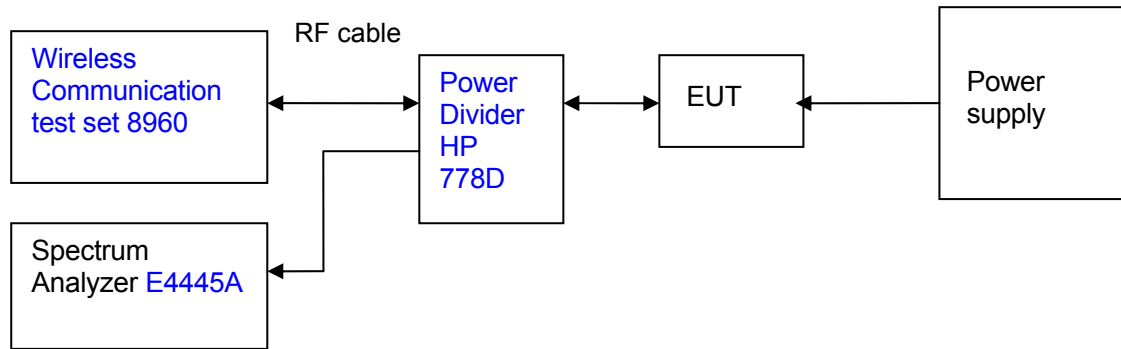 RF cable
Wireless
Communication
test set 8960
Power
Divider
HP
778D
EUT
Power
supply
Spectrum
Analyzer E4445A